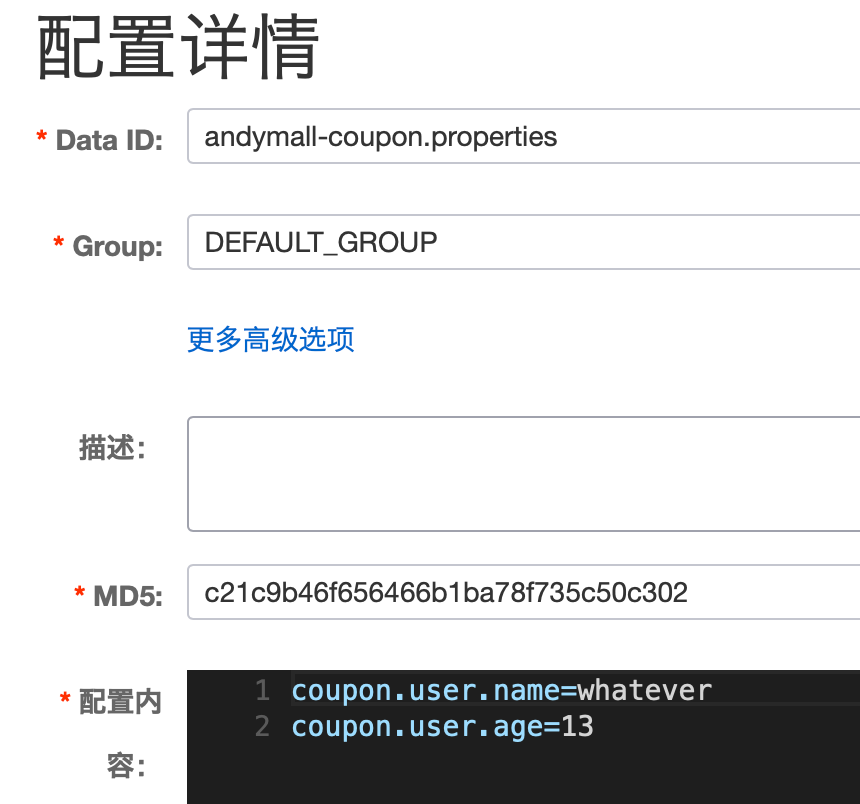 配置详情
* Data ID: andymall-coupon.properties
* Group: DEFAULT_GROUP
更多高级选项
描述:
* MD5: c21c9b46f656466b1ba78f735c50c302
* 配置内容:
1 coupon.user.name=whatever
2 coupon.user.age=13